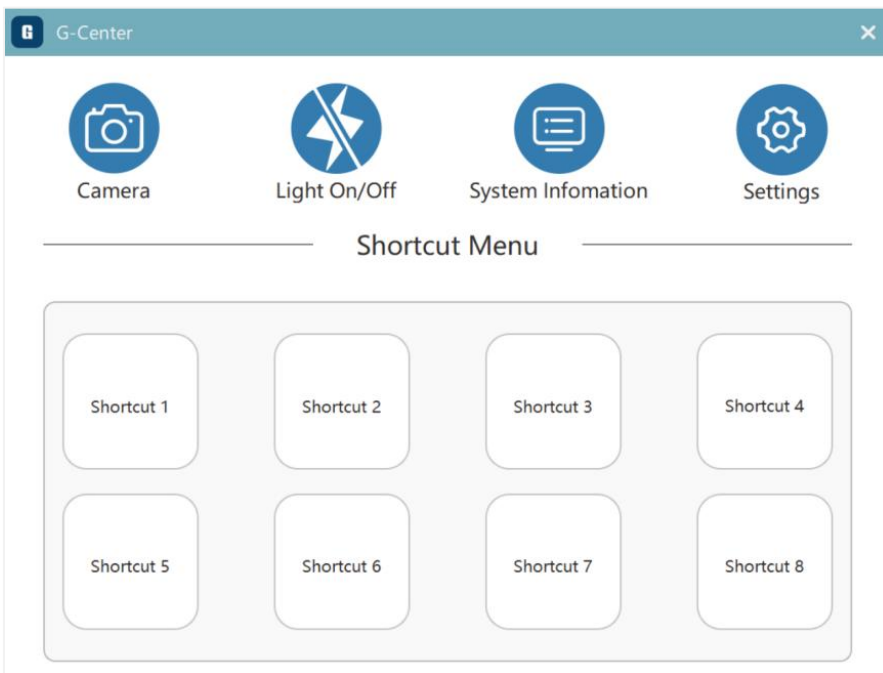 G G-Center
Camera Light On/Off System Infomation Settings
Shortcut Menu
Shortcut 1 Shortcut 2 Shortcut 3 Shortcut 4
Shortcut 5 Shortcut 6 Shortcut 7 Shortcut 8